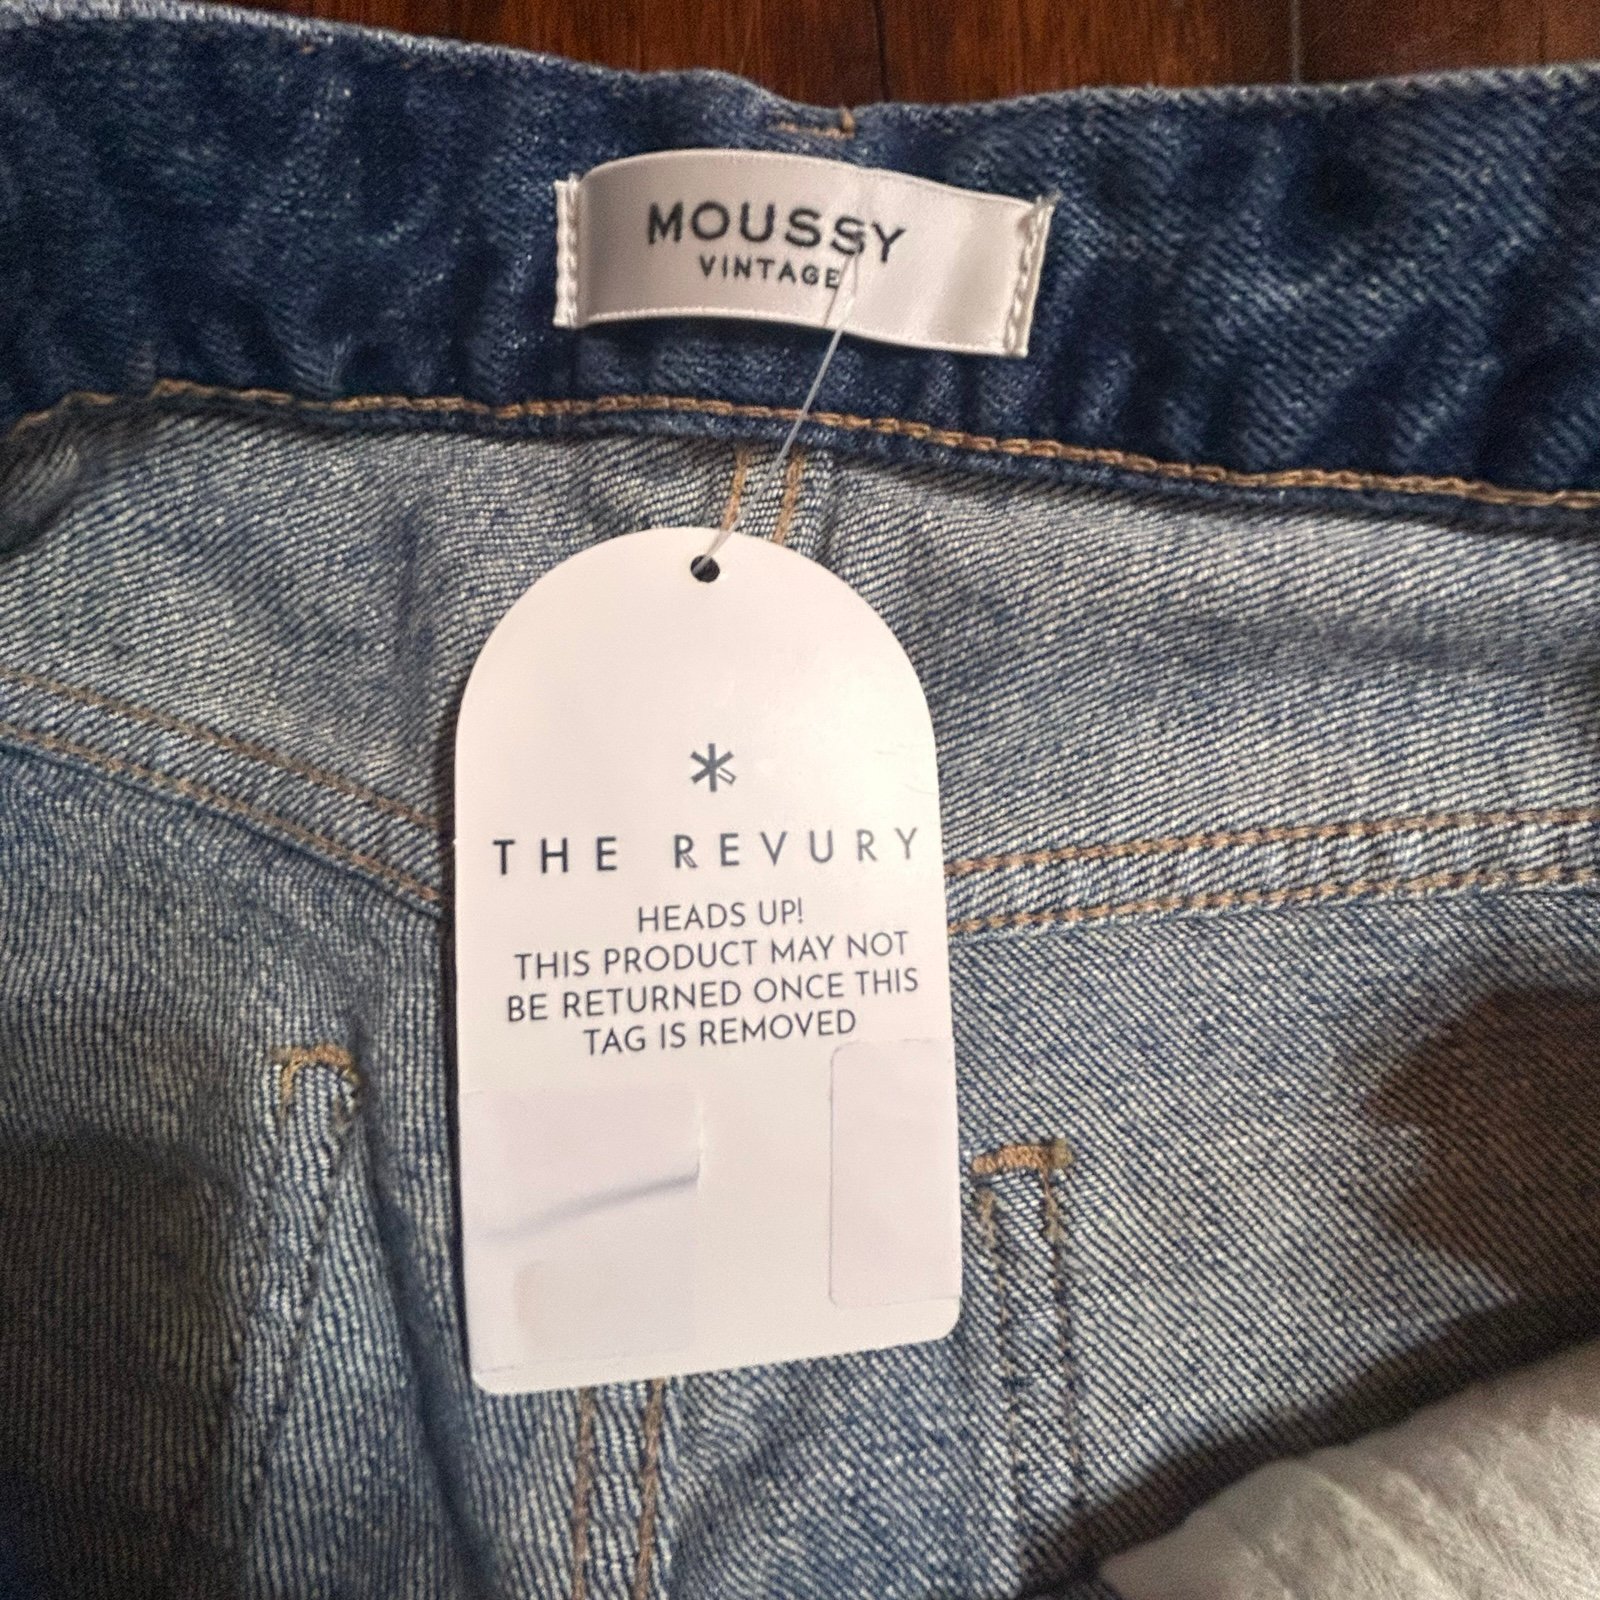 MOUSSY
VINTAGE
THE REVURY
HEADS UP!
THIS PRODUCT MAY NOT
BE RETURNED ONCE THIS
TAG IS REMOVED